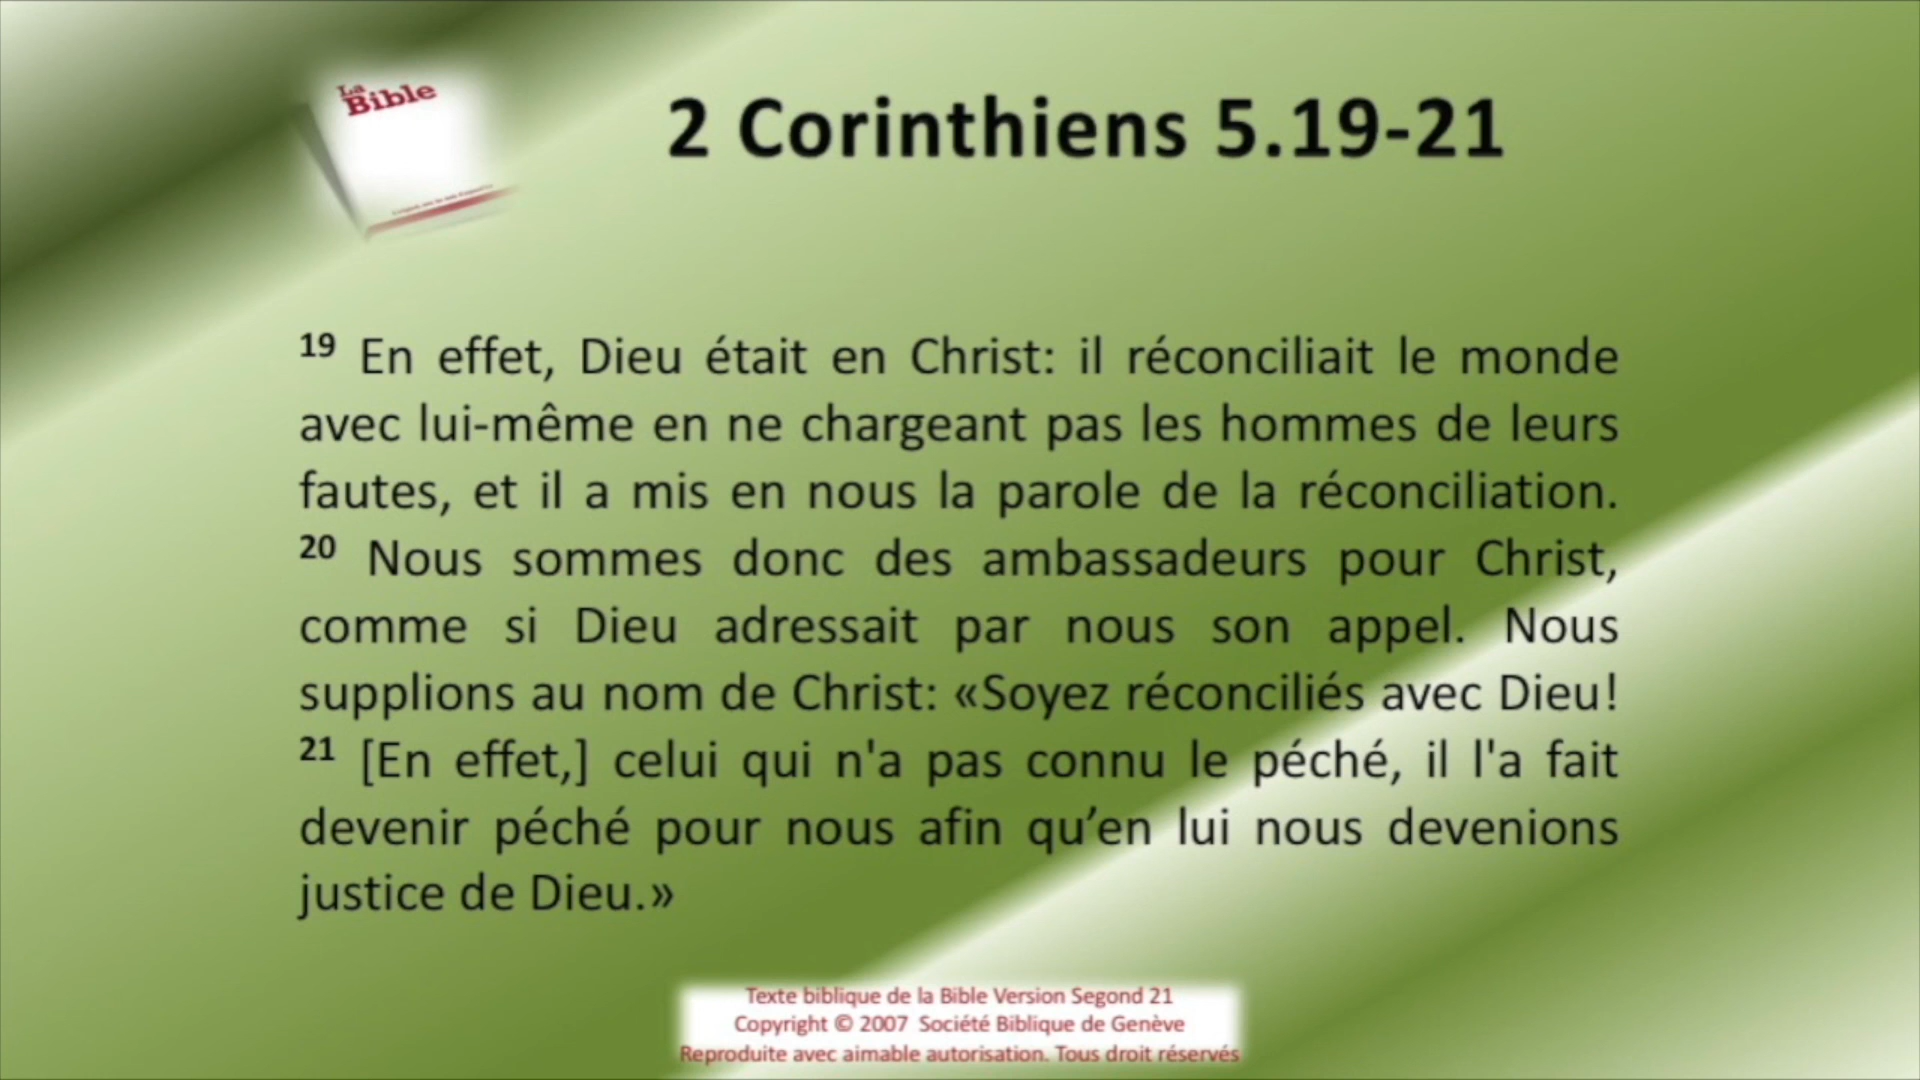 La
Bible
2 Corinthiens 5.19-21
19 En effet, Dieu était en Christ: il réconciliait le monde
avec lui-même en ne chargeant pas les hommes de leurs
fautes, et il a mis en nous la parole de la réconciliation.
20 Nous sommes donc des ambassadeurs pour Christ,
comme si Dieu adressait par nous son appel. Nous
supplions au nom de Christ: «Soyez réconciliés avec Dieu!
21 [En effet,] celui qui n'a pas connu le péché, il l'a fait
devenir péché pour nous afin qu’en lui nous devenions
justice de Dieu.»
Texte biblique de la Bible Version Segond 21
Copyright © 2007 Société Biblique de Genève
Reproduite avec aimable autorisation. Tous droit réservés